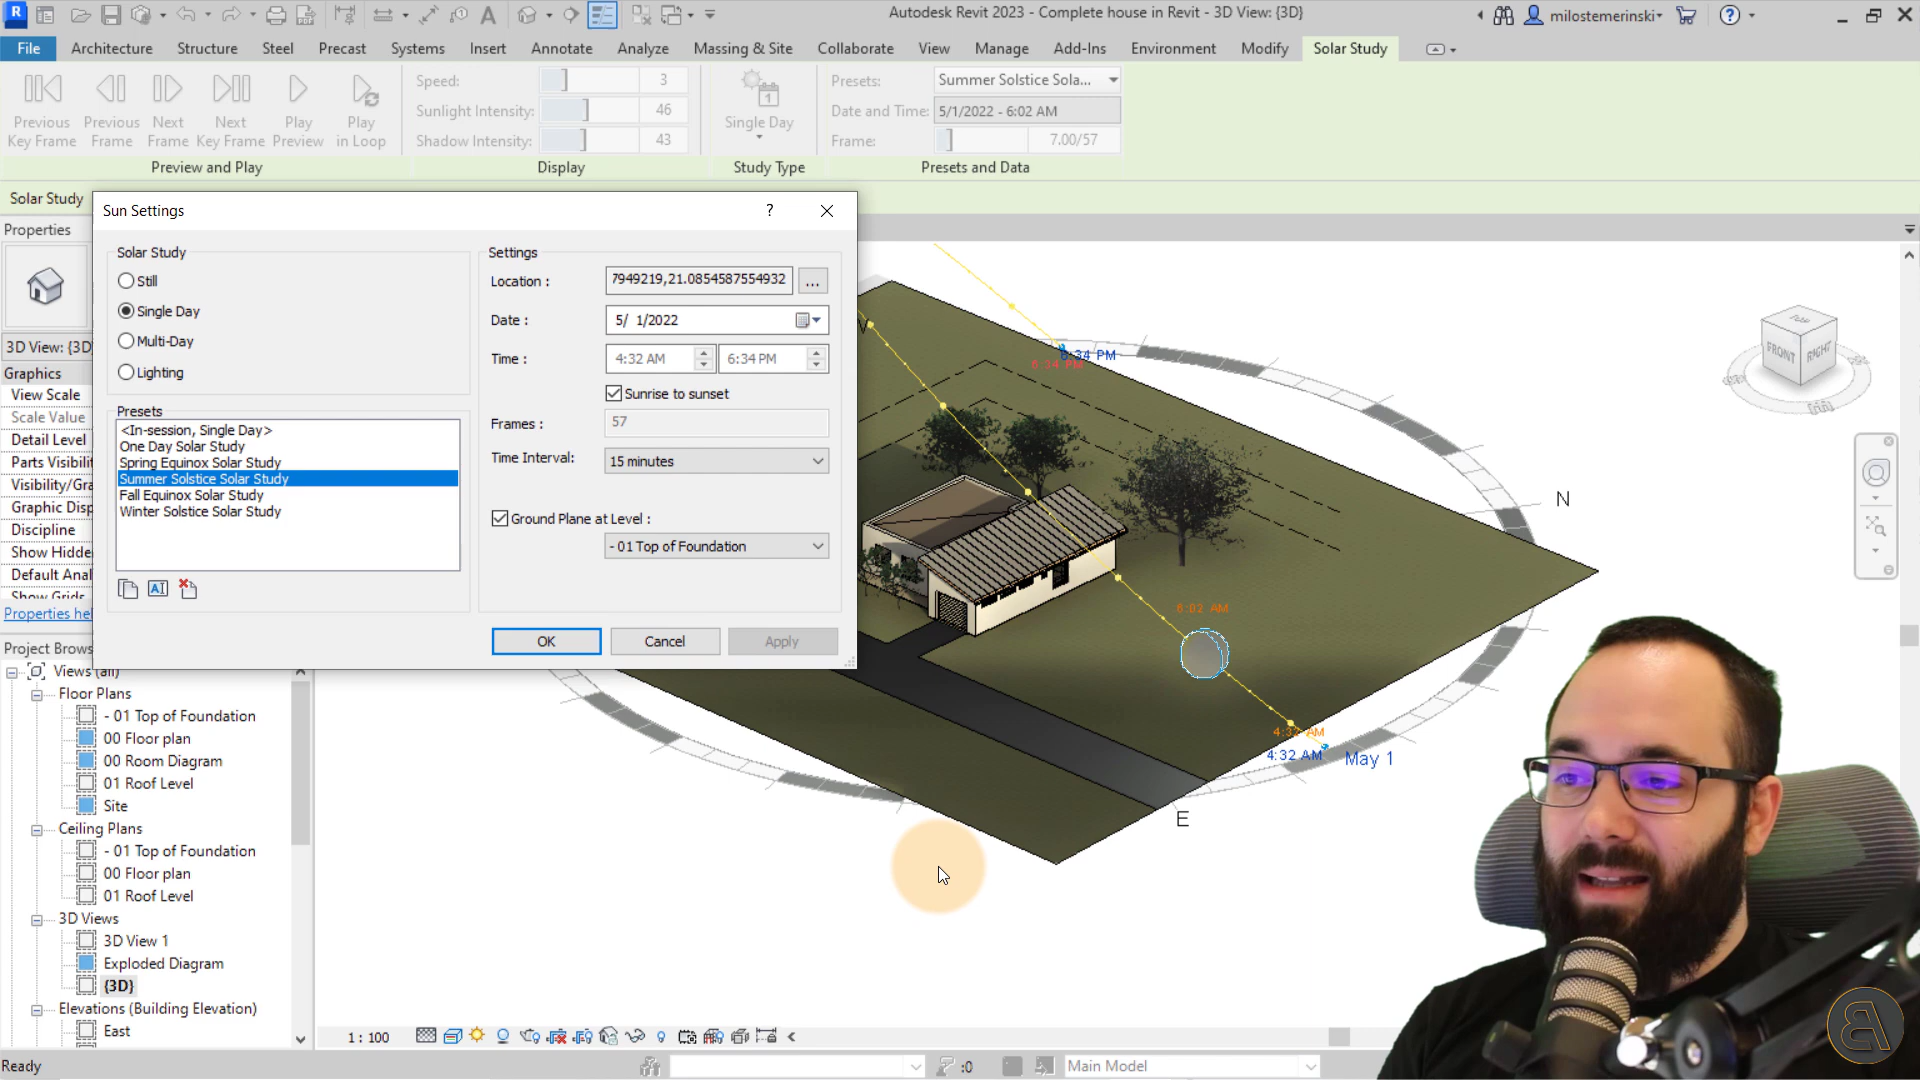 Autodesk Revit 2023 - Complete house in Revit - 3D View: {3D}
milostemerinski
File Architecture Structure Steel Precast Systems Insert Annotate Analyze Massing & Site Collaborate View Manage Add-Ins Environment Modify Solar Study
Previous Key Frame
Previous Frame
Next Frame
Next Key Frame
Play Preview
Play in Loop
Preview and Play
Speed: 3
Sunlight Intensity: 46
Shadow Intensity: 43
Display
Single Day
Study Type
Presets: Summer Solstice Sola...
Date and Time: 5/1/2022 - 6:02 AM
Frame: 7.00/57
Presets and Data
Solar Study
Properties
3D View: {3D
Graphics
View Scale
Scale Value
Detail Level
Parts Visibili
Visibility/Gra
Graphic Disp
Discipline
Show Hidde
Default Anal
Show Grids
Properties hel
Sun Settings
?
Solar Study
Still
Single Day
Multi-Day
Lighting
Presets
<In-session, Single Day>
One Day Solar Study
Spring Equinox Solar Study
Summer Solstice Solar Study
Fall Equinox Solar Study
Winter Solstice Solar Study
Settings
Location : 7949219,21.0854587554932 ...
Date : 5/ 1/2022
Time : 4:32 AM 6:34 PM
Sunrise to sunset
Frames : 57
Time Interval: 15 minutes
Ground Plane at Level :
- 01 Top of Foundation
OK Cancel Apply
Project Brows
Views (all)
Floor Plans
- 01 Top of Foundation
00 Floor plan
00 Room Diagram
01 Roof Level
Site
Ceiling Plans
- 01 Top of Foundation
00 Floor plan
01 Roof Level
3D Views
3D View 1
Exploded Diagram
{3D}
Elevations (Building Elevation)
East
6:34 PM
6:34 PM
N
6:02 AM
4:32 AM
4:32 AM
May 1
E
TOP
FRONT
RIGHT
1 : 100
Ready
:0
Main Model